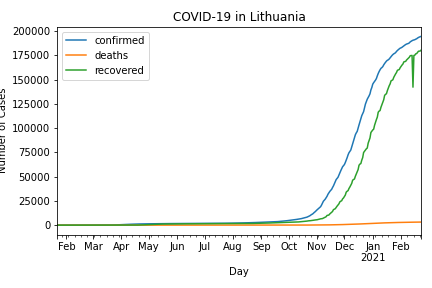 COVID-19 in Lithuania
confirmed
deaths
recovered
200000
175000
150000
125000
100000
75000
50000
25000
0
Number of Cases
Feb Mar Apr May Jun Jul Aug Sep Oct Nov Dec Jan Feb
2021
Day